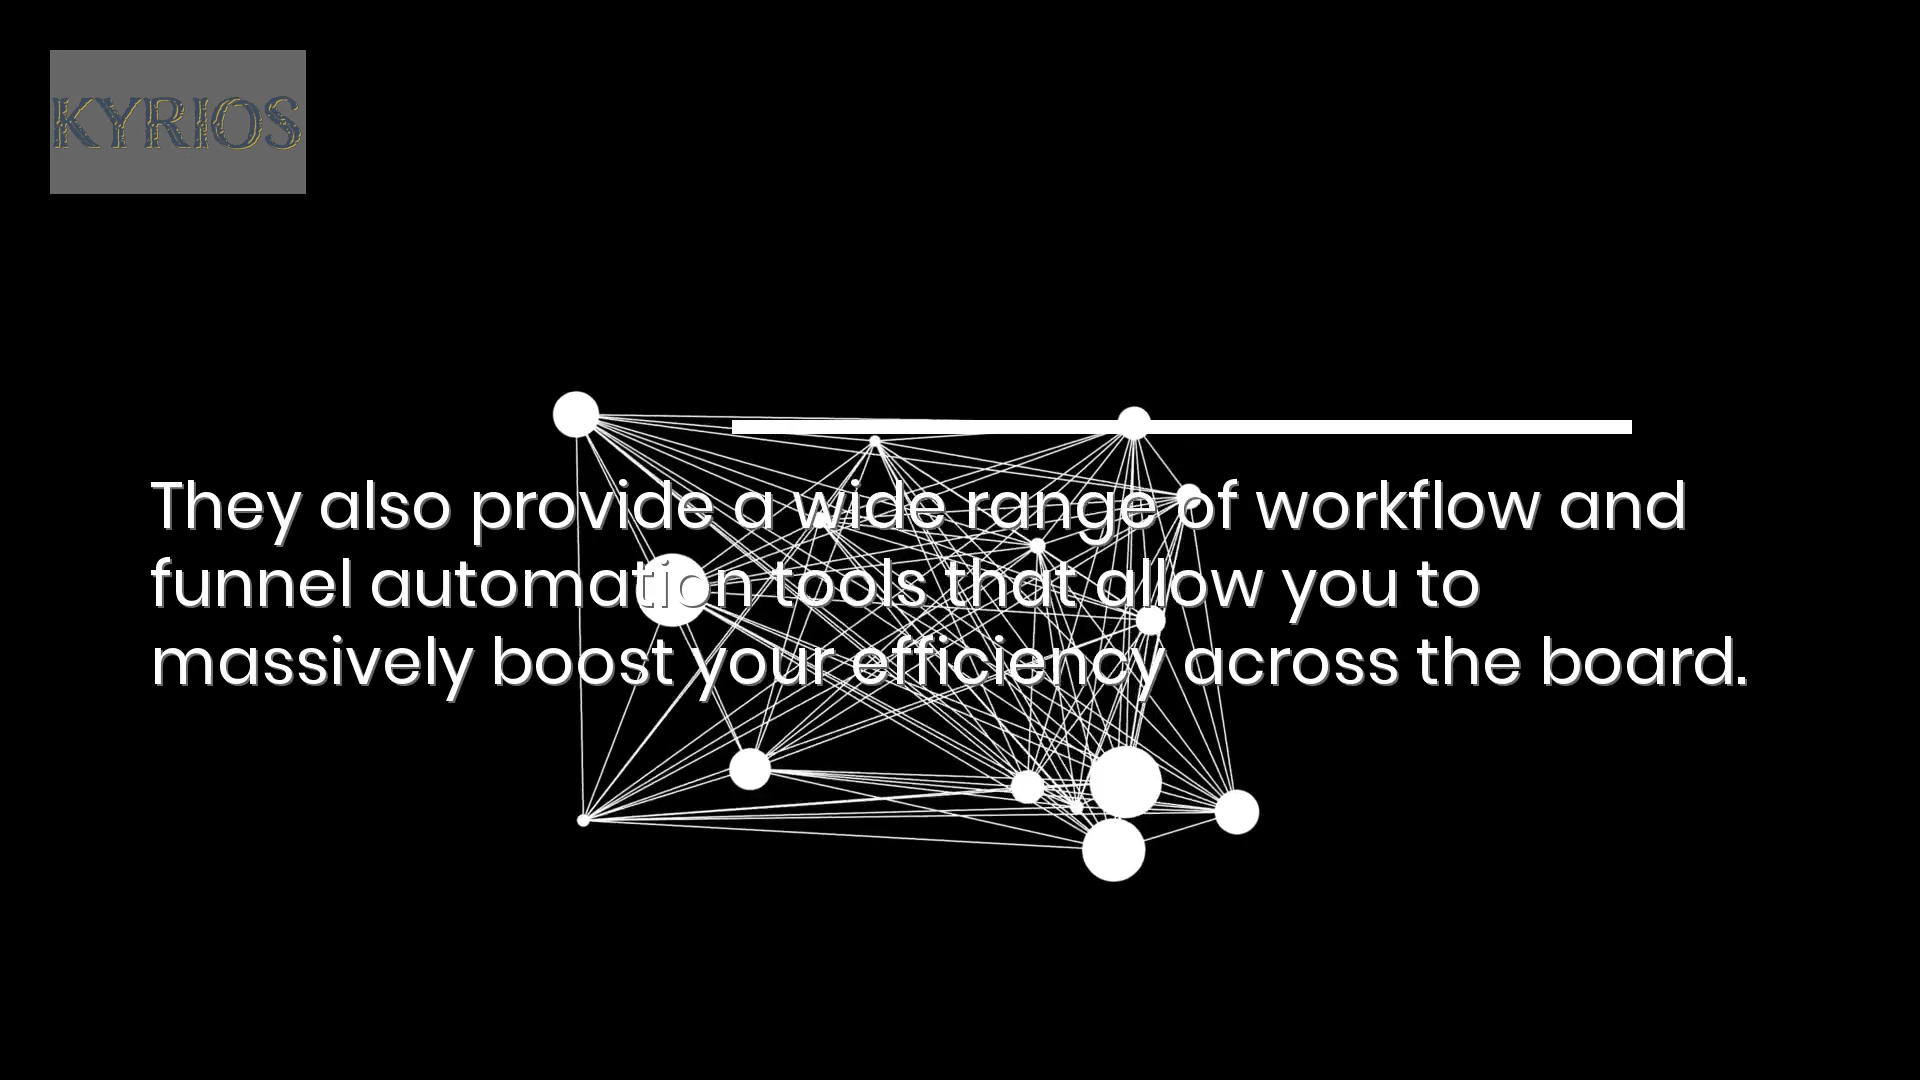 KYRIOS
They also provide a wide range of workflow and
funnel automation tools that allow you to
massively boost your efficiency across the board.